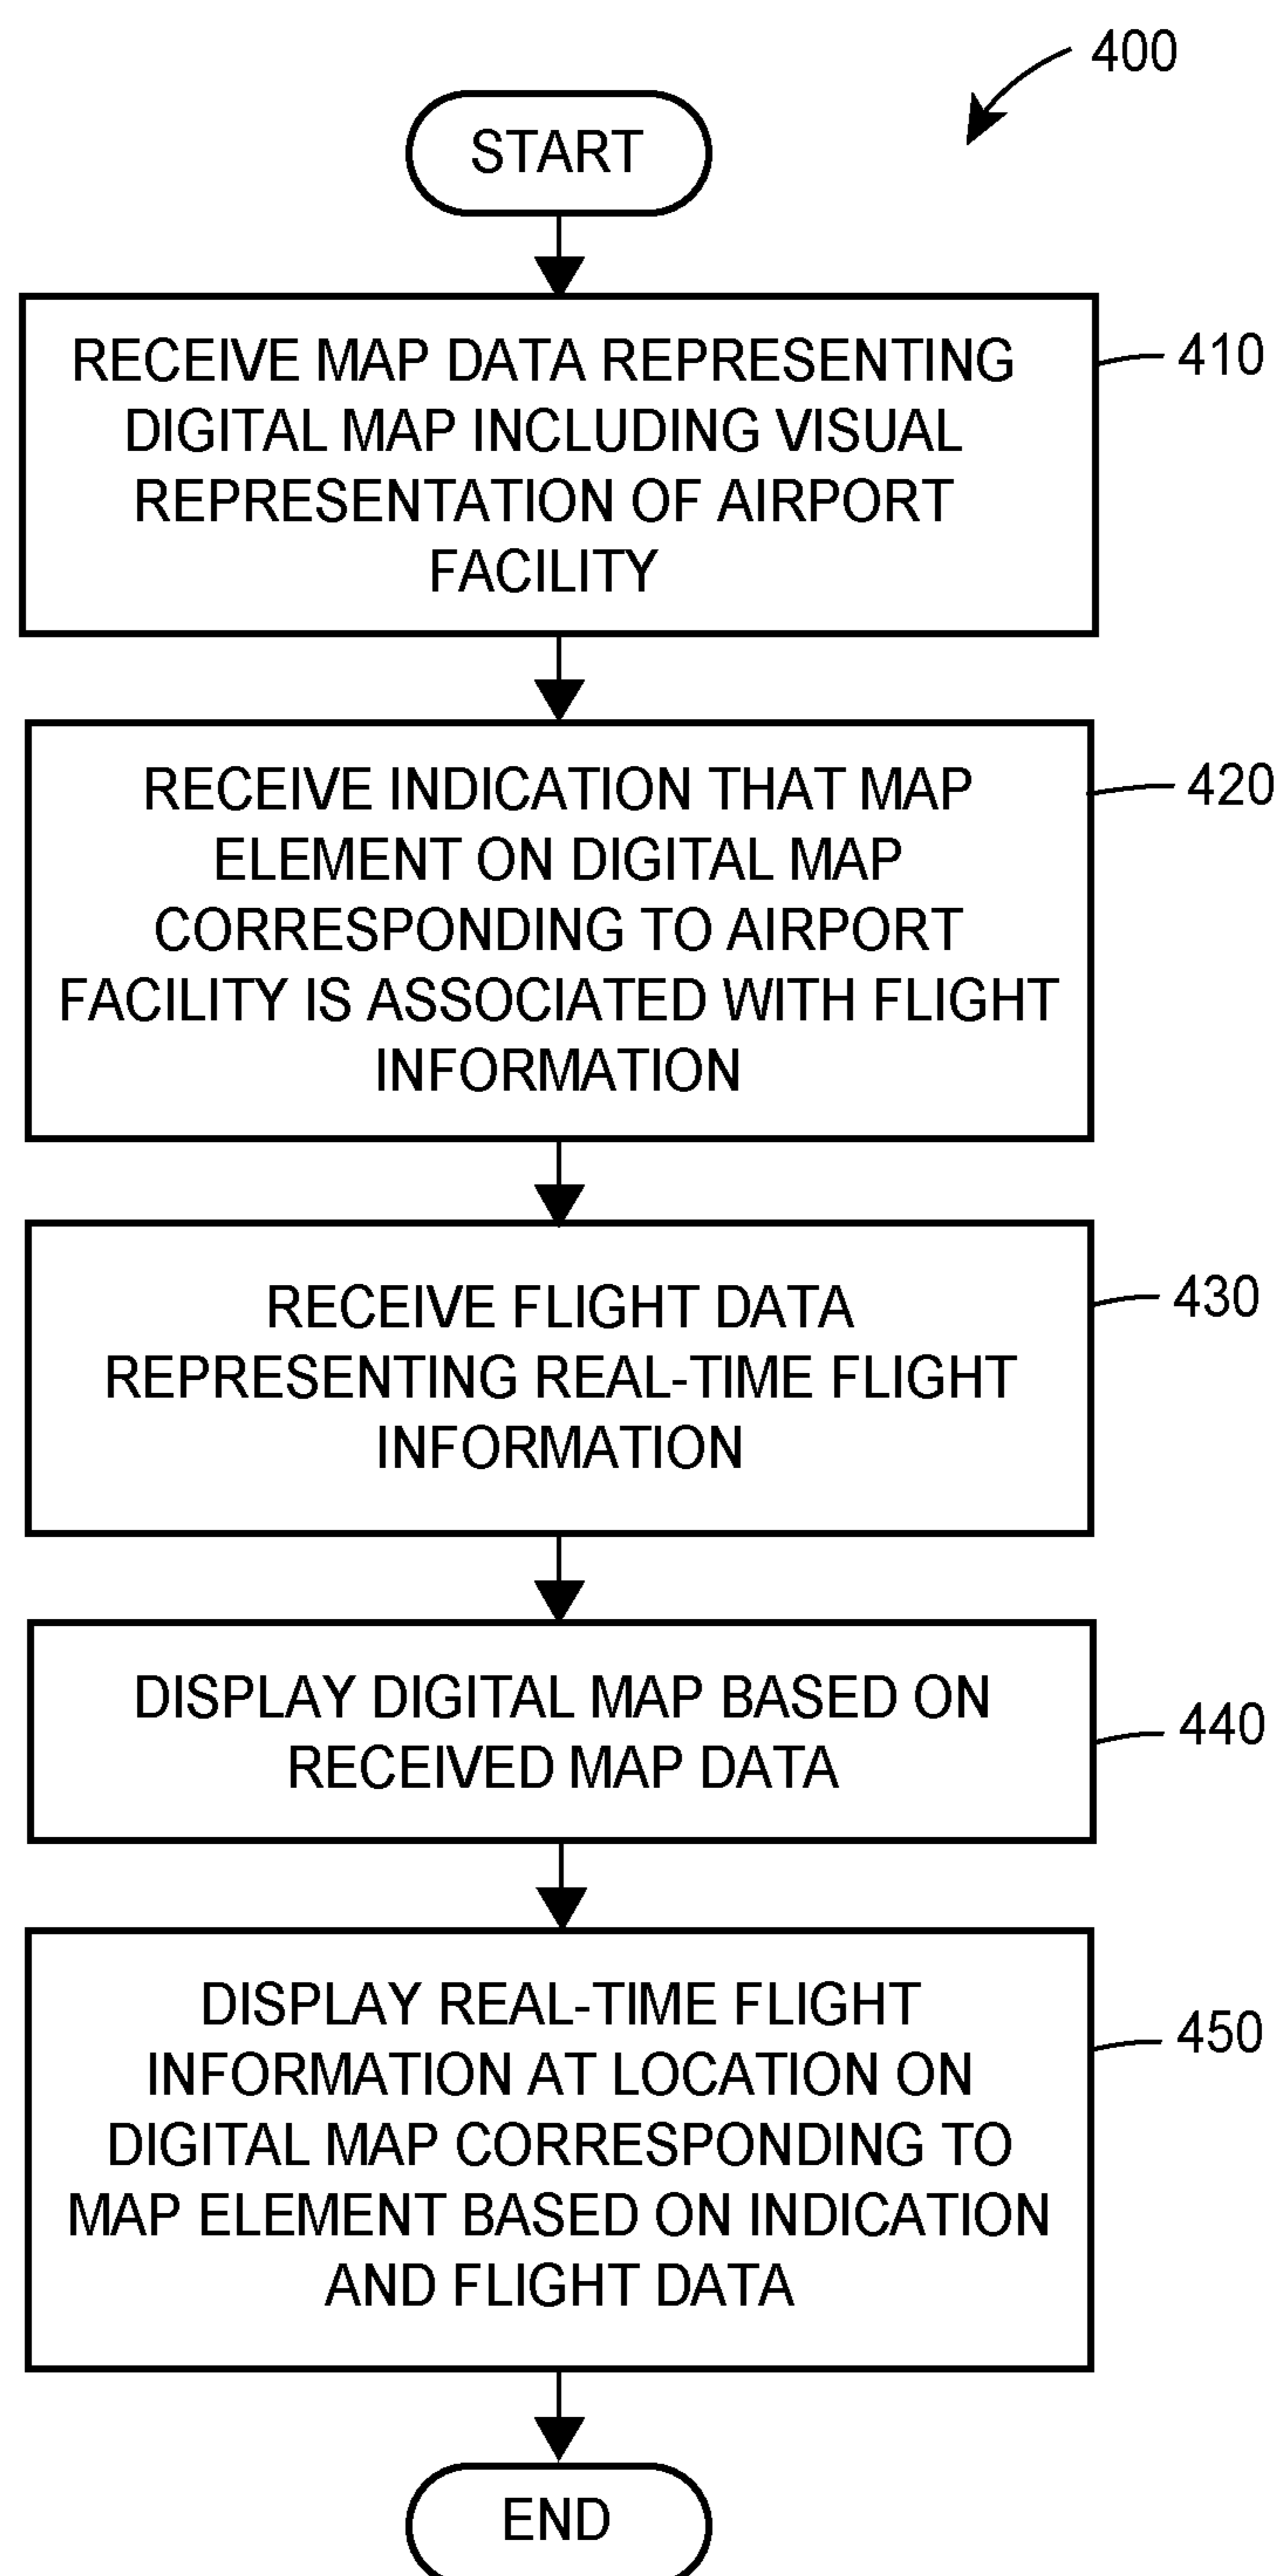 400
START
RECEIVE MAP DATA REPRESENTING
DIGITAL MAP INCLUDING VISUAL
REPRESENTATION OF AIRPORT
FACILITY
410
RECEIVE INDICATION THAT MAP
ELEMENT ON DIGITAL MAP
CORRESPONDING TO AIRPORT
FACILITY IS ASSOCIATED WITH FLIGHT
INFORMATION
420
RECEIVE FLIGHT DATA
REPRESENTING REAL-TIME FLIGHT
INFORMATION
430
DISPLAY DIGITAL MAP BASED ON
RECEIVED MAP DATA
440
DISPLAY REAL-TIME FLIGHT
INFORMATION AT LOCATION ON
DIGITAL MAP CORRESPONDING TO
MAP ELEMENT BASED ON INDICATION
AND FLIGHT DATA
450
END